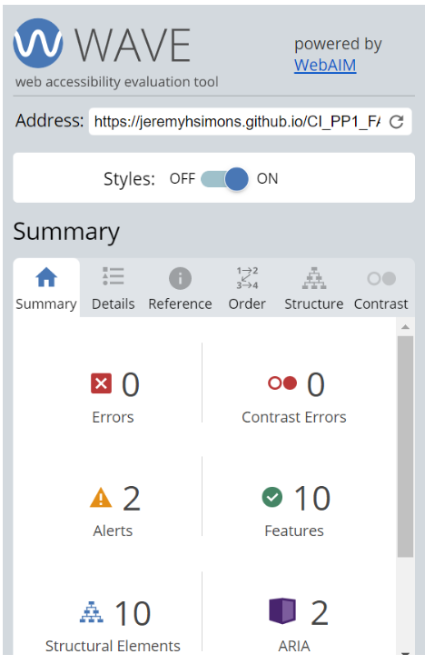 WAVE
web accessibility evaluation tool
powered by
WebAIM
Address: https://jeremyhsimons.github.io/CI_PP1_FA
Styles: OFF ON
Summary
1→2
3→4
Summary Details Reference Order Structure Contrast
0 0
Errors Contrast Errors
2 10
Alerts Features
10 2
Structural Elements ARIA